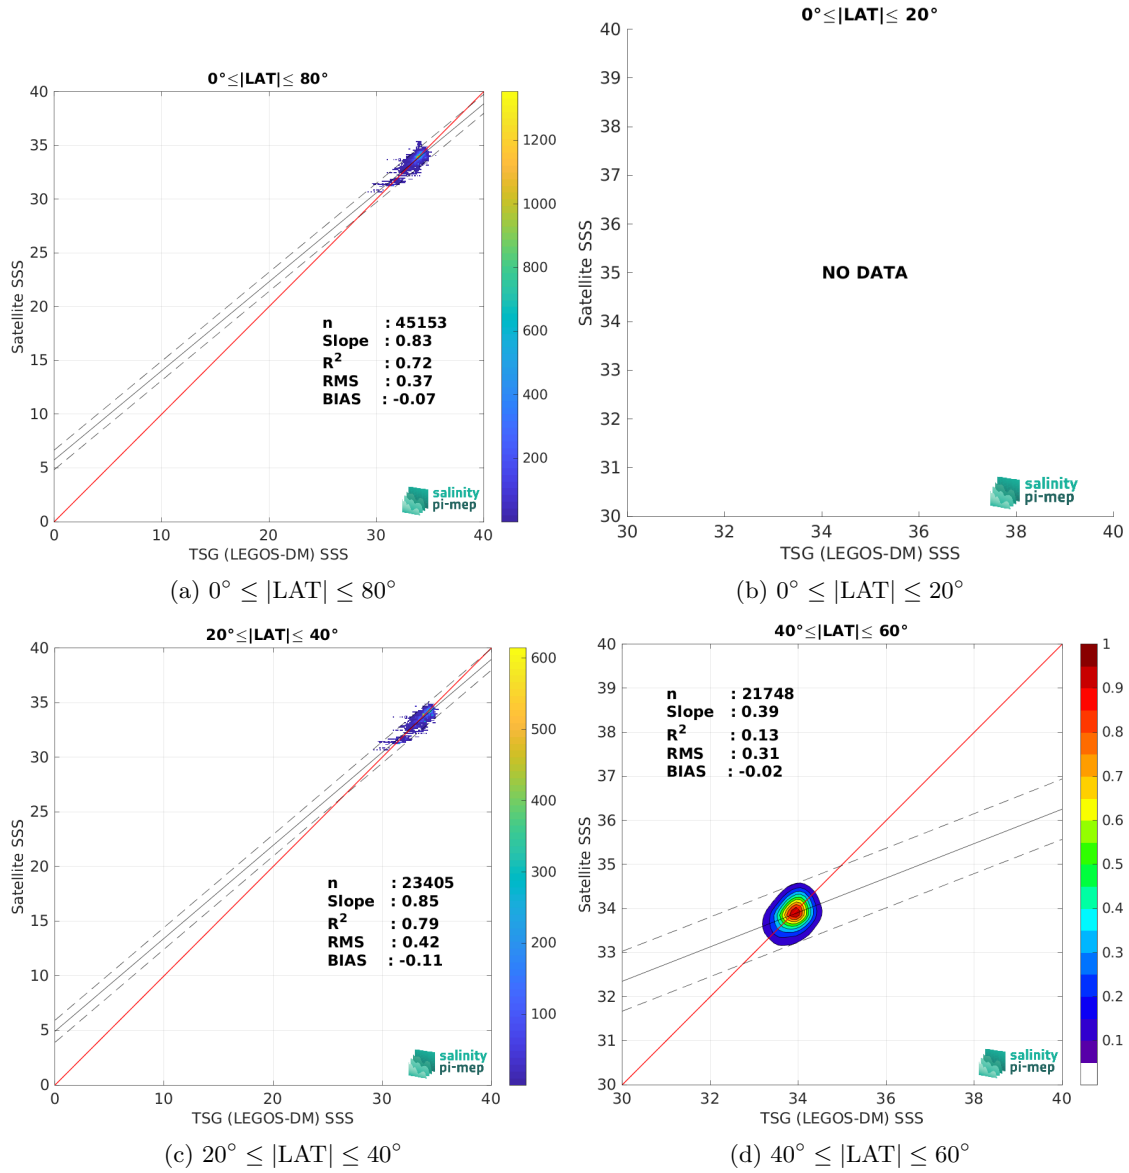 0°≤|LAT|≤ 80°
40
35
30
25
20
15
10
5
0
0
10
20
30
40
1200
1000
800
600
400
200
Satellite SSS
TSG (LEGOS-DM) SSS
n : 45153
Slope : 0.83
R² : 0.72
RMS : 0.37
BIAS : -0.07
salinity
pi-mep
(a) 0° ≤ |LAT| ≤ 80°
0°≤|LAT|≤ 20°
40
39
38
37
36
35
34
33
32
31
30
30
32
34
36
38
40
Satellite SSS
TSG (LEGOS-DM) SSS
NO DATA
salinity
pi-mep
(b) 0° ≤ |LAT| ≤ 20°
20°≤|LAT|≤ 40°
40
35
30
25
20
15
10
5
0
0
10
20
30
40
600
500
400
300
200
100
Satellite SSS
TSG (LEGOS-DM) SSS
n : 23405
Slope : 0.85
R² : 0.79
RMS : 0.42
BIAS : -0.11
salinity
pi-mep
(c) 20° ≤ |LAT| ≤ 40°
40°≤|LAT|≤ 60°
40
39
38
37
36
35
34
33
32
31
30
30
32
34
36
38
40
1
0.9
0.8
0.7
0.6
0.5
0.4
0.3
0.2
0.1
Satellite SSS
TSG (LEGOS-DM) SSS
n : 21748
Slope : 0.39
R² : 0.13
RMS : 0.31
BIAS : -0.02
salinity
pi-mep
(d) 40° ≤ |LAT| ≤ 60°